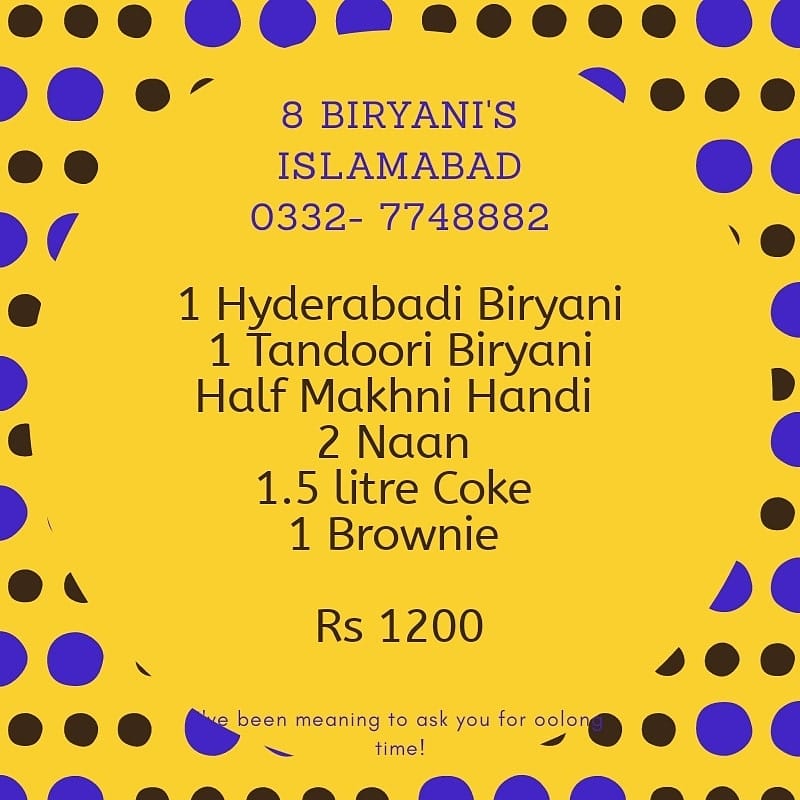 8 BIRYANI'S
ISLAMABAD
0332- 7748882
1 Hyderabadi Biryani
1 Tandoori Biryani
Half Makhni Handi
2 Naan
1.5 litre Coke
1 Brownie
Rs 1200
I've been meaning to ask you for oolong
time!